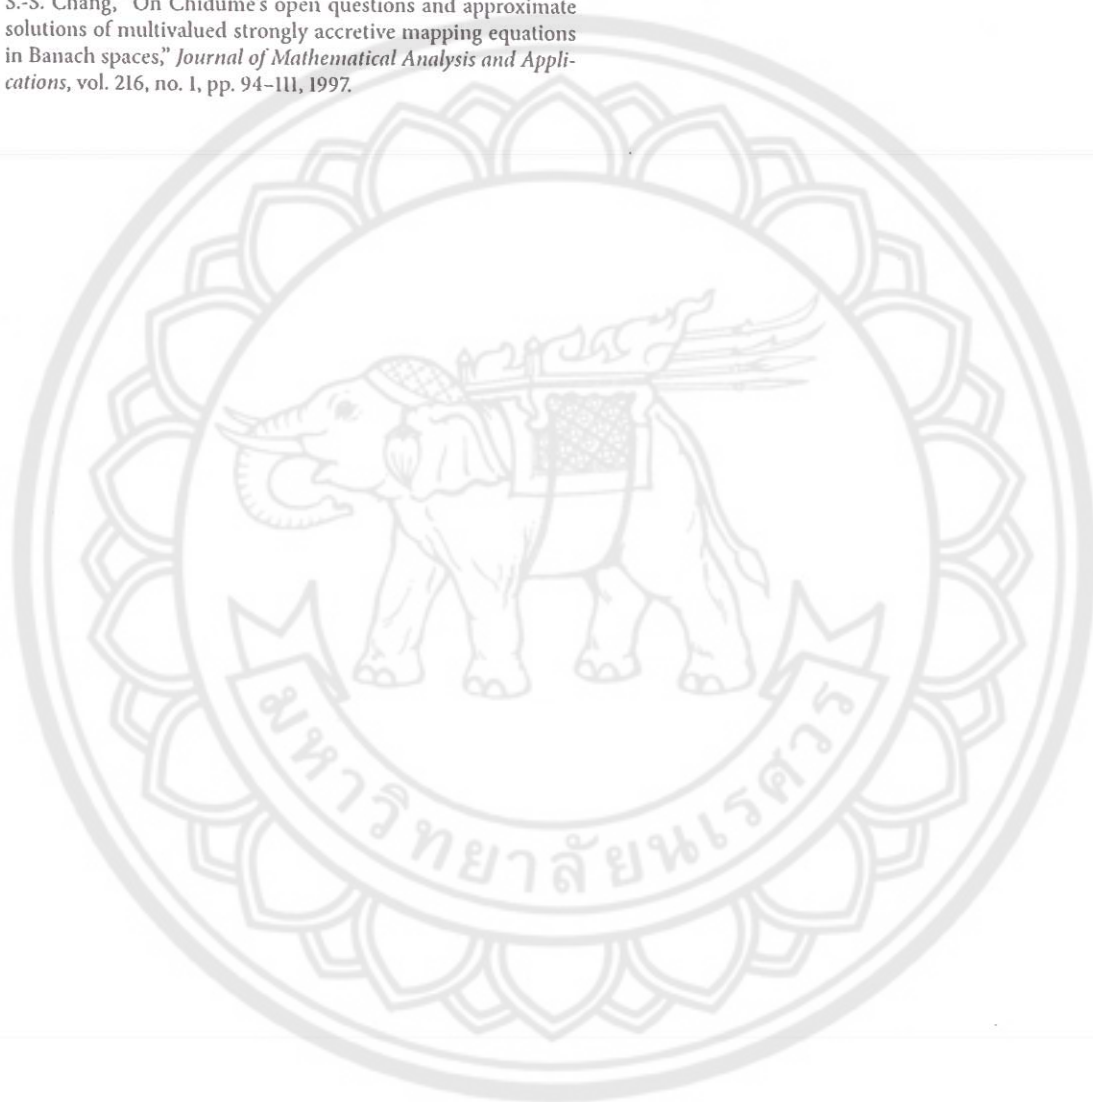 S.-S. Chang, "On Chidume's open questions and approximate
solutions of multivalued strongly accretive mapping equations
in Banach spaces," Journal of Mathematical Analysis and Appli-
cations, vol. 216, no. 1, pp. 94–111, 1997.
มหาวิทยาลัยนเรศวร